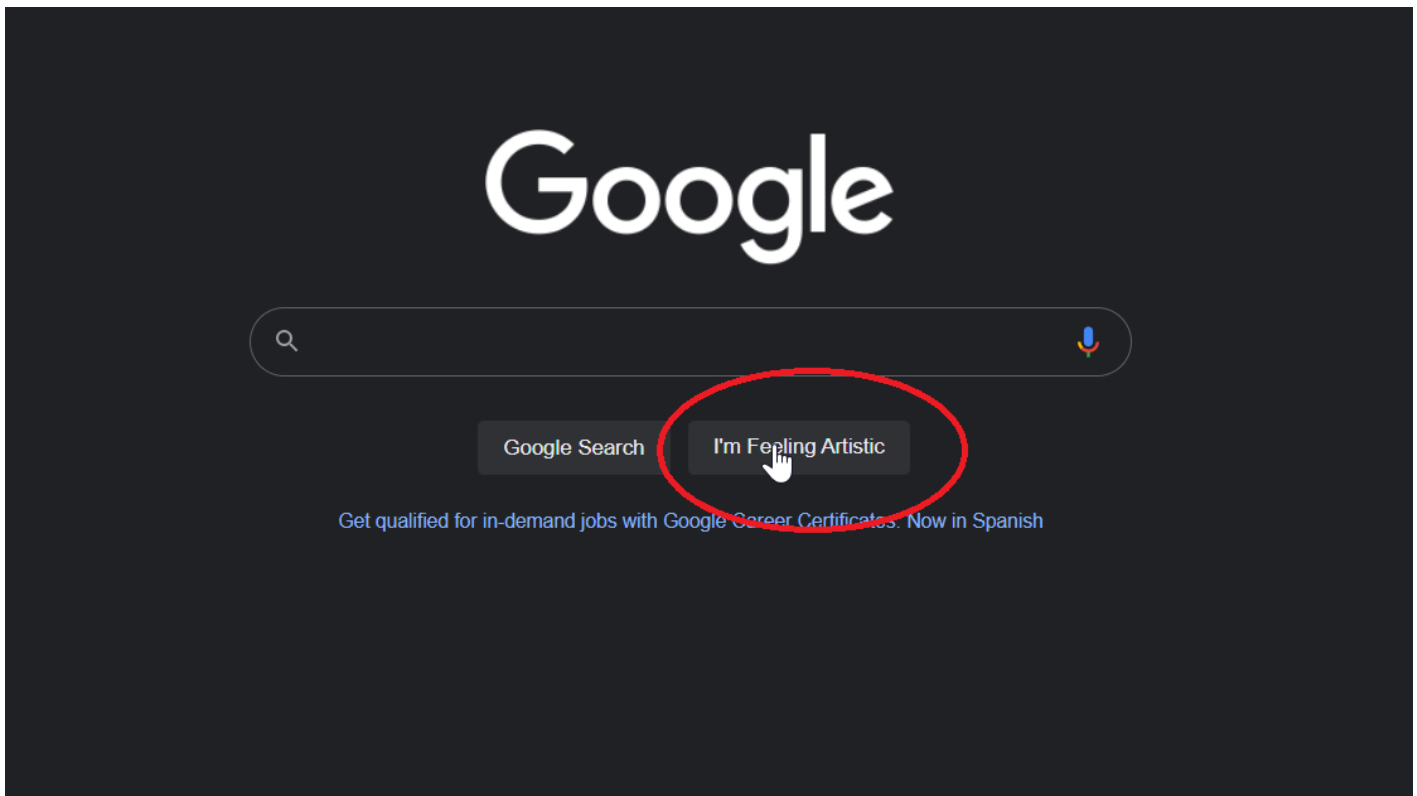 Google
Google Search
I'm Feeling Artistic
Get qualified for in-demand jobs with Google Career Certificates. Now in Spanish